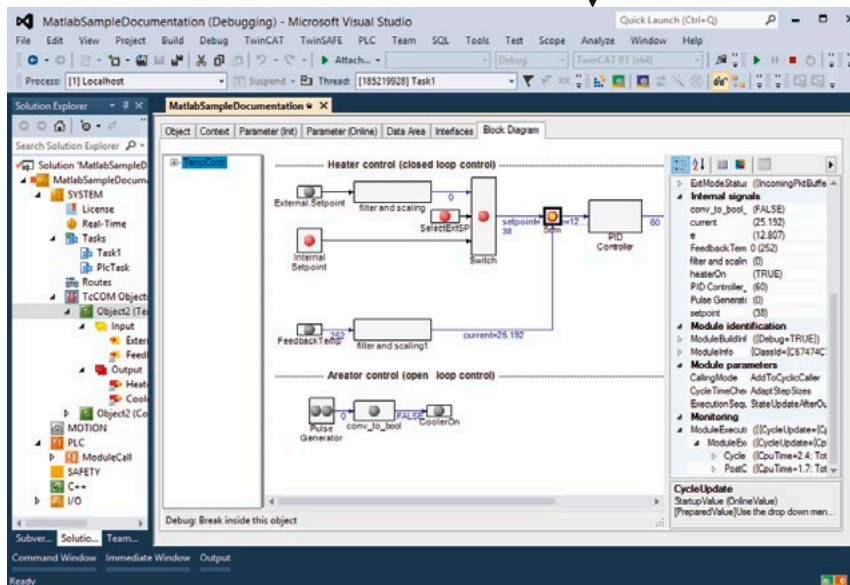 MatlabSampleDocumentation (Debugging) - Microsoft Visual Studio
Quick Launch (Ctrl+Q)
File Edit View Project Build Debug TwinCAT TwinSAFE PLC Team SQL Tools Test Scope Analyze Window Help
Attach... Debug TwinCAT RT (x64)
Process: [1] Localhost Suspend Thread: [185219928] Task1
Solution Explorer
MatlabSampleDocumentation
Object Context Parameter (Init) Parameter (Online) Data Area Interfaces Block Diagram
Search Solution Explorer
Solution 'MatlabSampleD
MatlabSampleDocum
SYSTEM
License
Real-Time
Tasks
Task1
PlcTask
Routes
TcCOM Object
Object2 (Te
Input
Exter
Feedl
Output
Heat
Cool
Object2 (Co
MOTION
PLC
ModuleCall
SAFETY
C++
I/O
Subver... Solutio... Team...
TempContr
Heater control (closed loop control)
External Setpoint
filter and scaling
0
SelectExtSP
Internal
Setpoint
Switch
setpoint=
38
=12...
Sum
PID
Controller
60
FeedbackTemp
252
filter and scaling1
current=25.192
Areator control (open loop control)
Pulse
Generator
0
conv_to_bool
FALSE
CoolerOn
Debug: Break inside this object
ExtModeStatu ((IncomingPktBuffe
Internal signals
conv_to_bool_ (FALSE)
current (25.192)
e (12.807)
FeedbackTem 0 (252)
filter and scalin (0)
heaterOn (TRUE)
PID Controller_ (60)
Pulse Generati (0)
setpoint (38)
Module identification
ModuleBuildInf ({Debug=TRUE})
ModuleInfo ({ClassId={C67474C
Module parameters
CallingMode AddToCyclicCaller
CycleTimeChe AdaptStepSizes
ExecutionSequ StateUpdateAfterOu
Monitoring
ModuleExecuti ({{CycleUpdate={Cp
ModuleExe ({CycleUpdate={Cp
Cycle ({CpuTime=2.4; Tot
PostC ({CpuTime=1.7; Tot
CycleUpdate
StartupValue (OnlineValue)
[PreparedValue]Use the drop down men...
Command Window Immediate Window Output
Ready